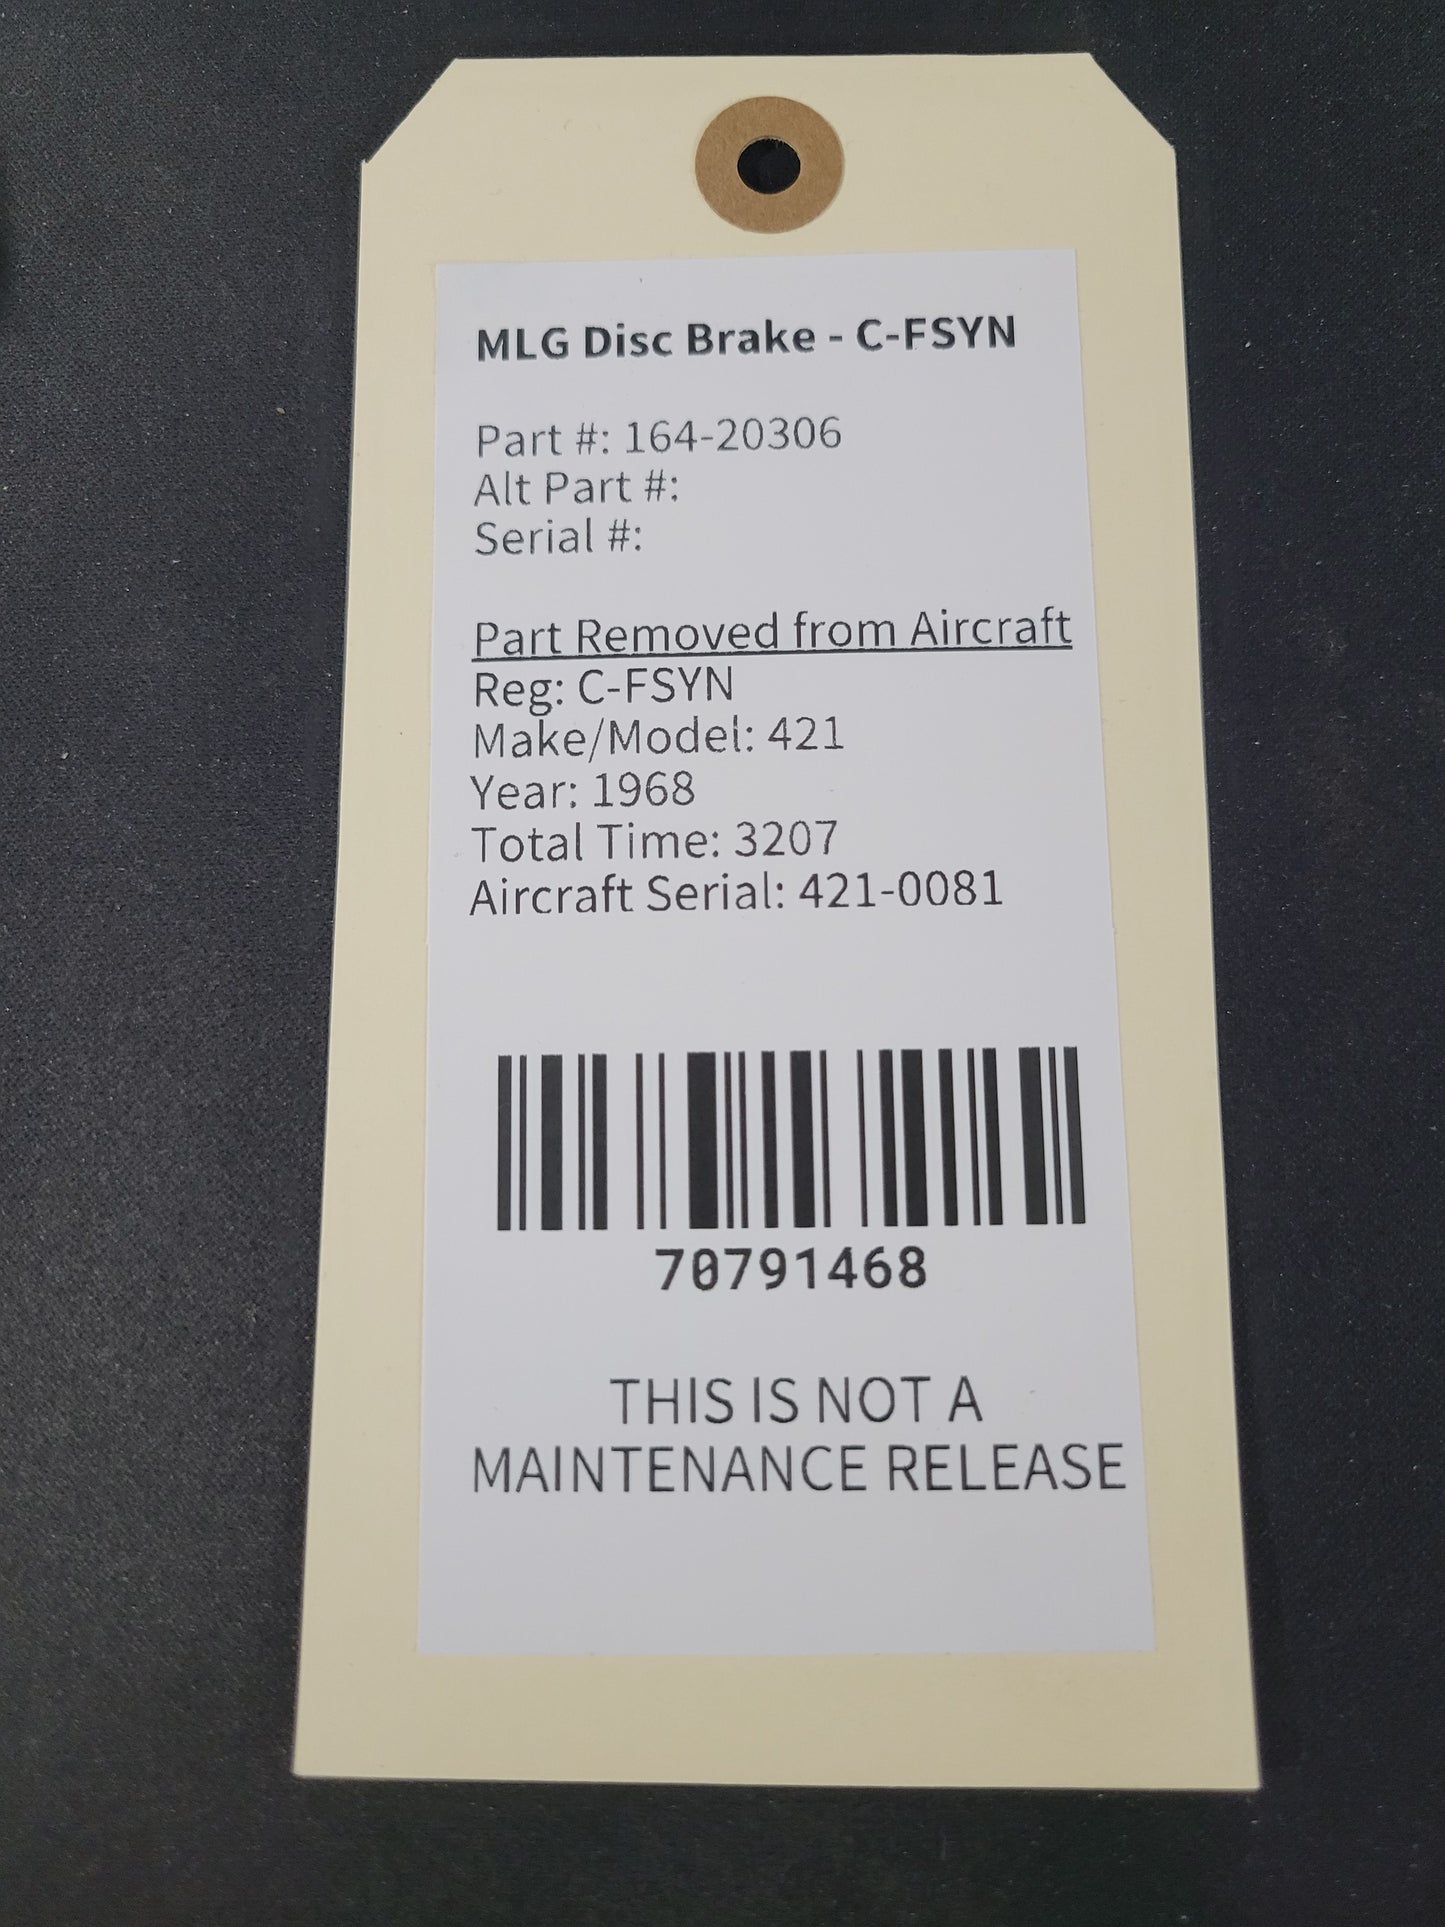 MLG Disc Brake - C-FSYN
Part #: 164-20306
Alt Part #:
Serial #:
Part Removed from Aircraft
Reg: C-FSYN
Make/Model: 421
Year: 1968
Total Time: 3207
Aircraft Serial: 421-0081
70791468
THIS IS NOT A
MAINTENANCE RELEASE